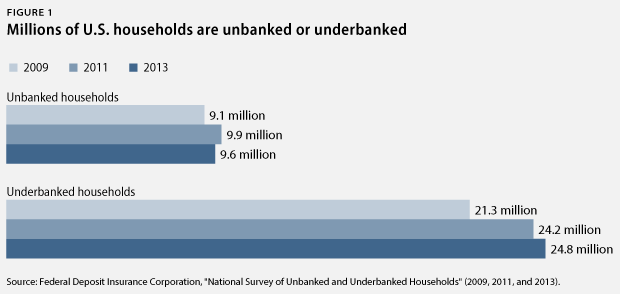 FIGURE 1
Millions of U.S. households are unbanked or underbanked
2009 2011 2013
Unbanked households
9.1 million
9.9 million
9.6 million
Underbanked households
21.3 million
24.2 million
24.8 million
Source: Federal Deposit Insurance Corporation, "National Survey of Unbanked and Underbanked Households" (2009, 2011, and 2013).